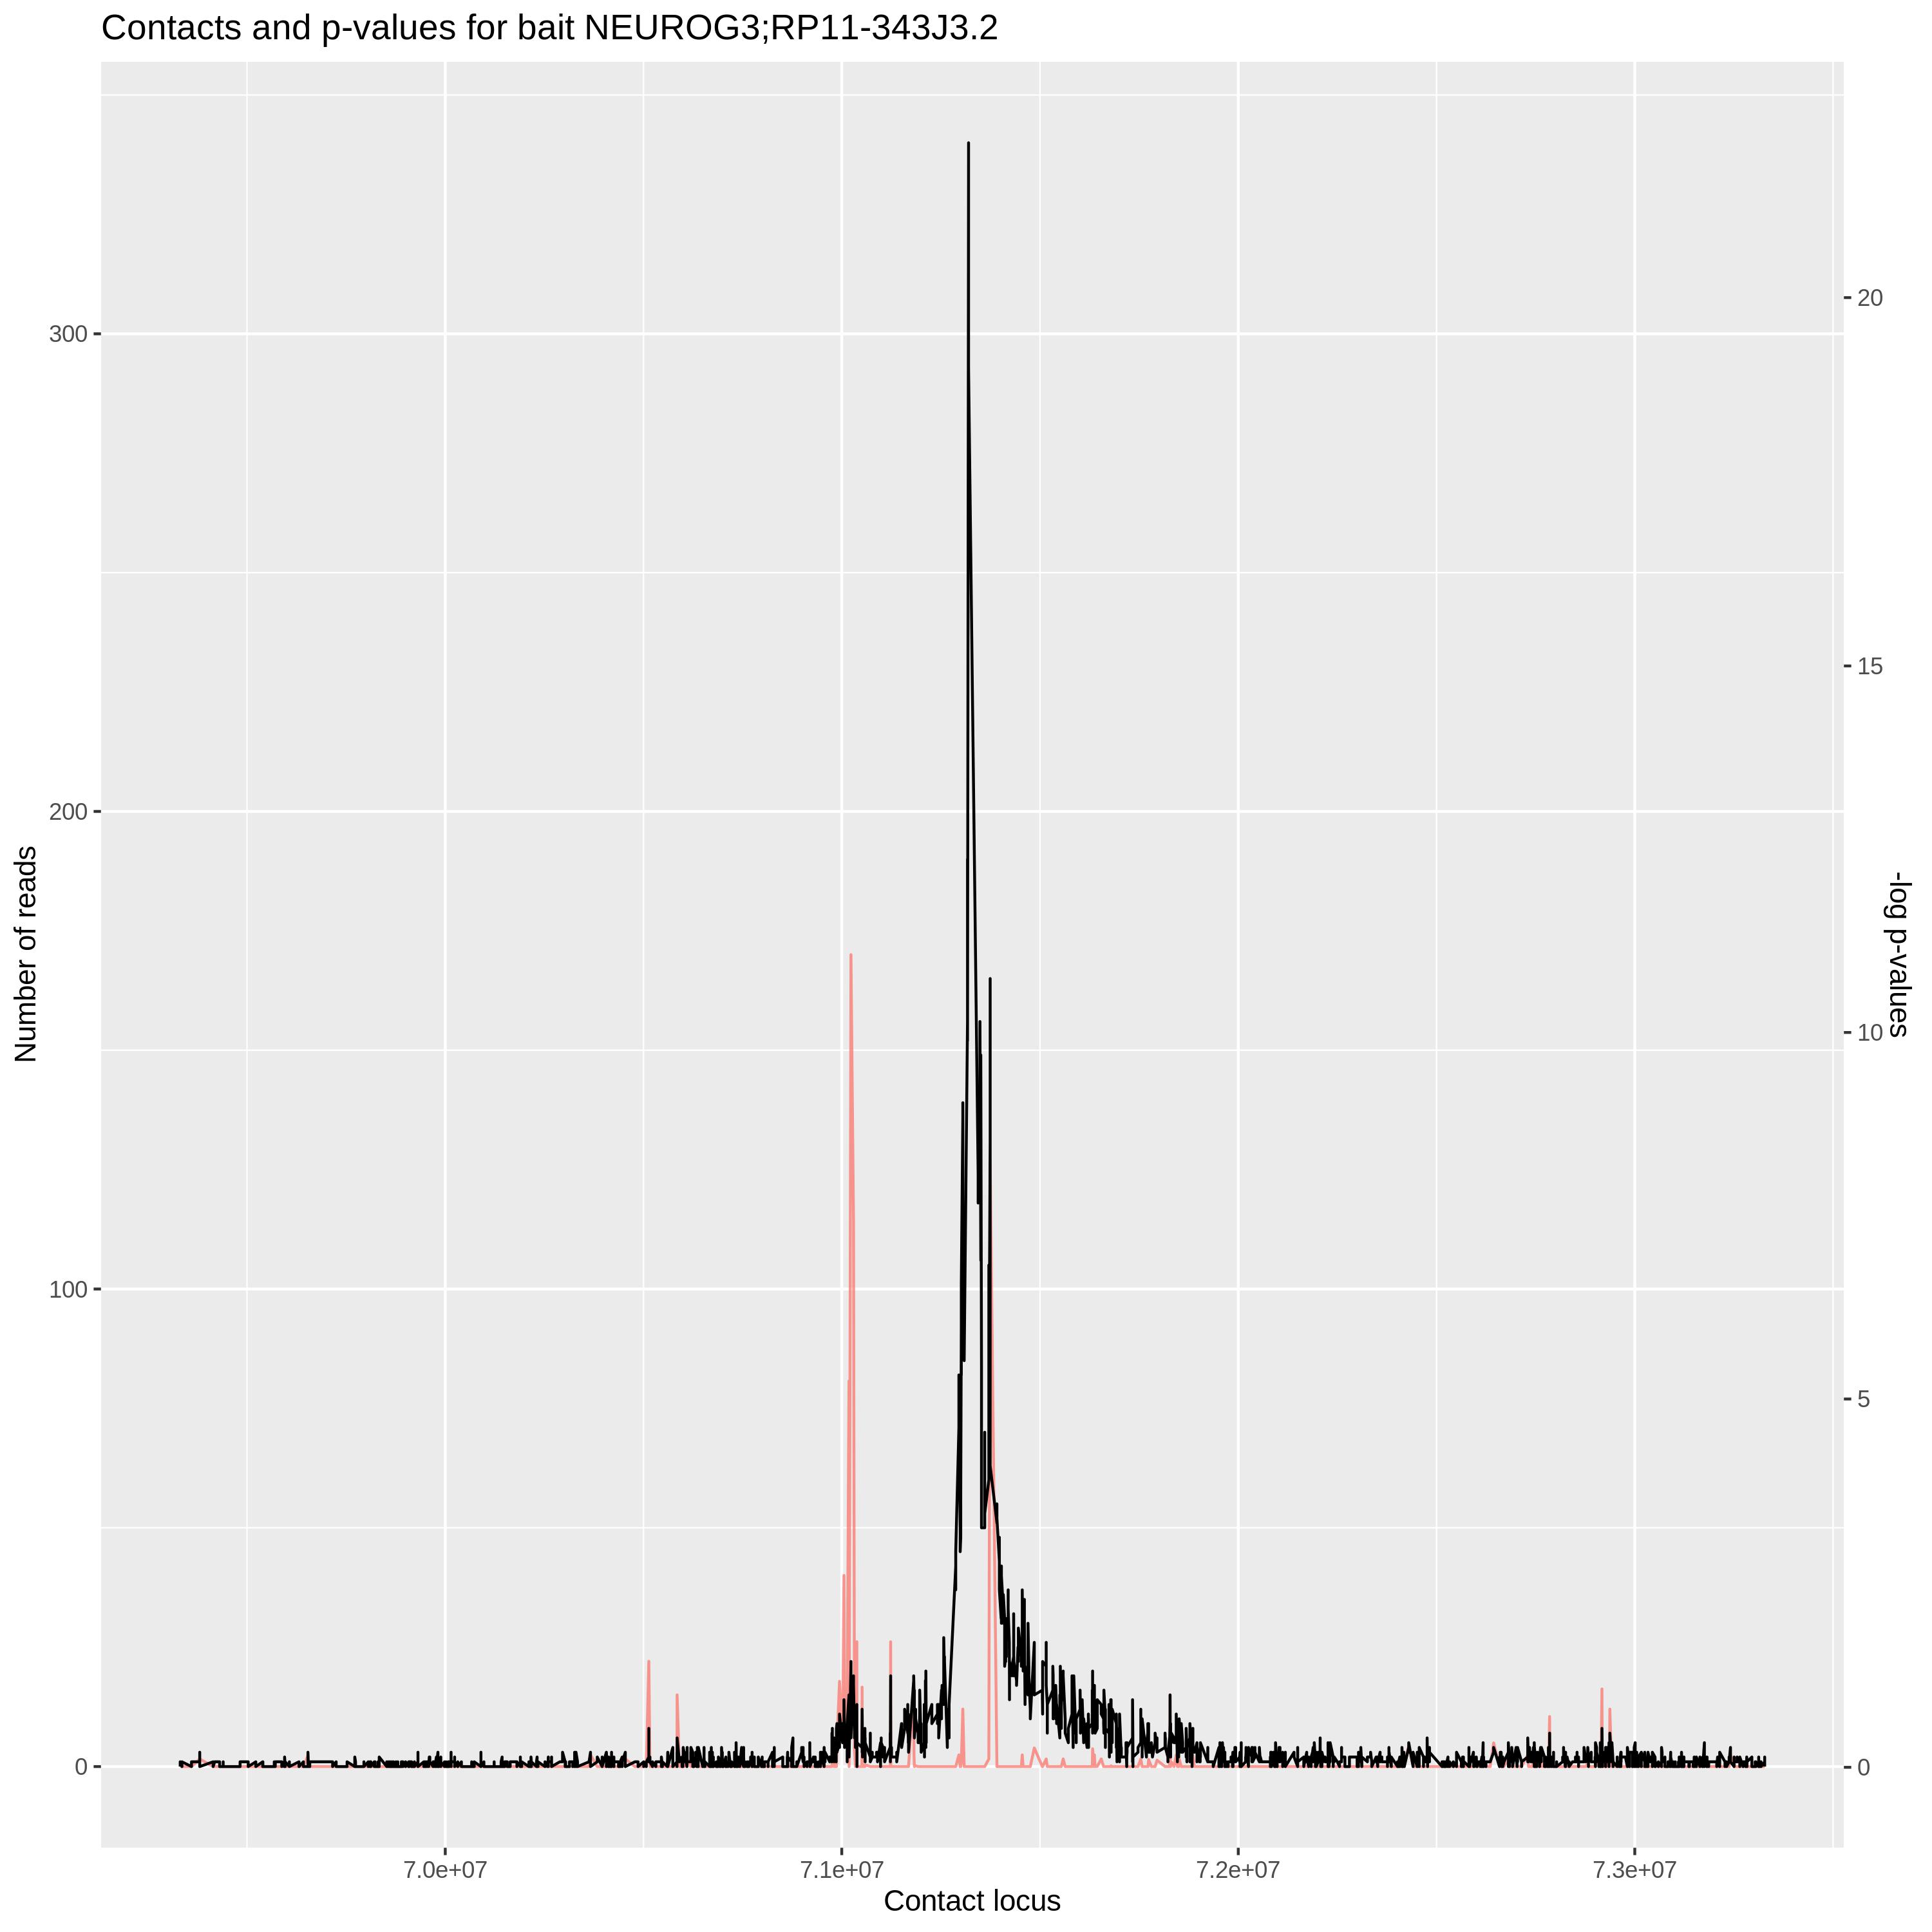 Contacts and p-values for bait NEUROG3;RP11-343J3.2
Number of reads
300
200
100
0
20
15
10
5
0
-log p-values
7.0e+07
7.1e+07
7.2e+07
7.3e+07
Contact locus